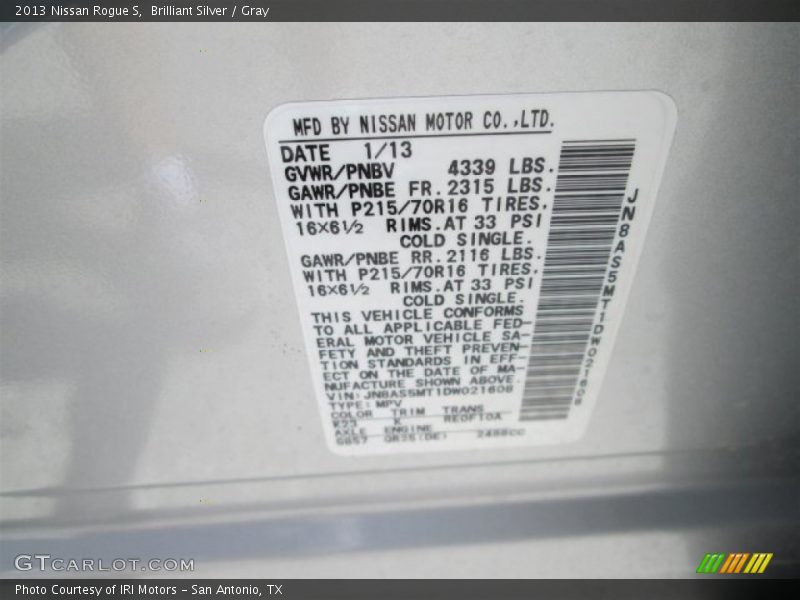 2013 Nissan Rogue S, Brilliant Silver / Gray
MFD BY NISSAN MOTOR CO.,LTD.
DATE 1/13
GVWR/PNBV 4339 LBS.
GAWR/PNBE FR. 2315 LBS.
WITH P215/70R16 TIRES.
16×6½ RIMS. AT 33 PSI
COLD SINGLE.
GAWR/PNBE RR. 2116 LBS.
WITH P215/70R16 TIRES.
16×6½ RIMS. AT 33 PSI
COLD SINGLE.
THIS VEHICLE CONFORMS
TO ALL APPLICABLE FED-
ERAL MOTOR VEHICLE SA-
FETY AND THEFT PREVEN-
TION STANDARDS IN EFF-
ECT ON THE DATE OF MA-
NUFACTURE SHOWN ABOVE.
VIN: JN8AS5MT1DW021608
TYPE: MPV
COLOR TRIM TRANS
K23 K RE0F10A
AXLE ENGINE
QR25(DE) 2488CC
JN8AS5MT1DW021608
GTCARLOT.COM
Photo Courtesy of IRI Motors - San Antonio, TX